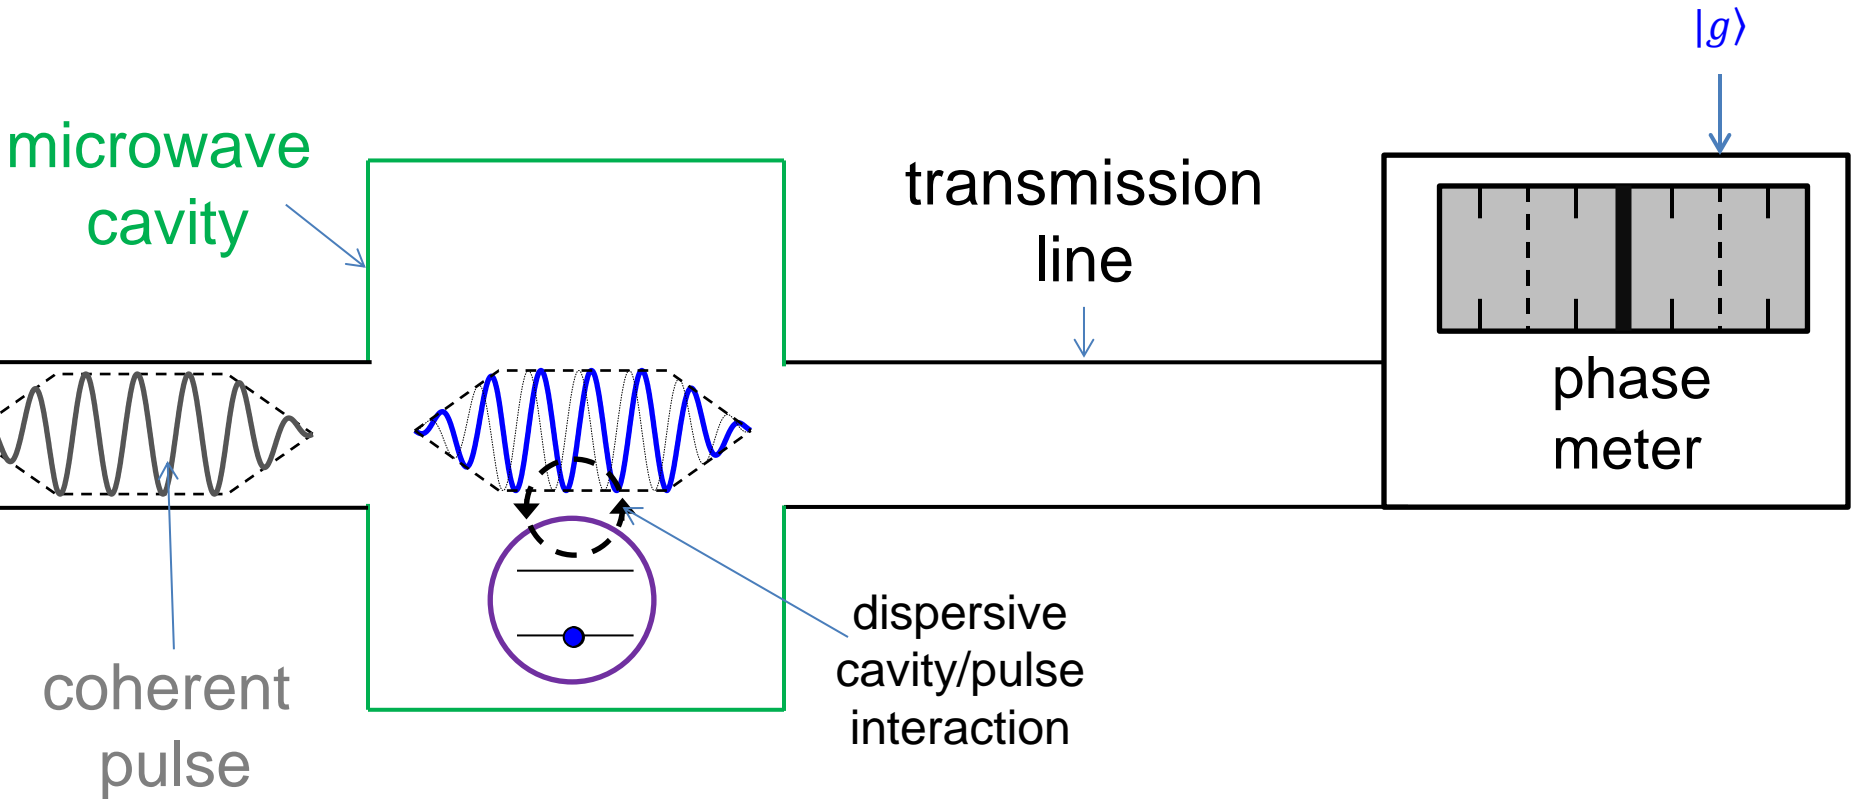 |g⟩
microwave
cavity
transmission
line
phase
meter
coherent
pulse
dispersive
cavity/pulse
interaction